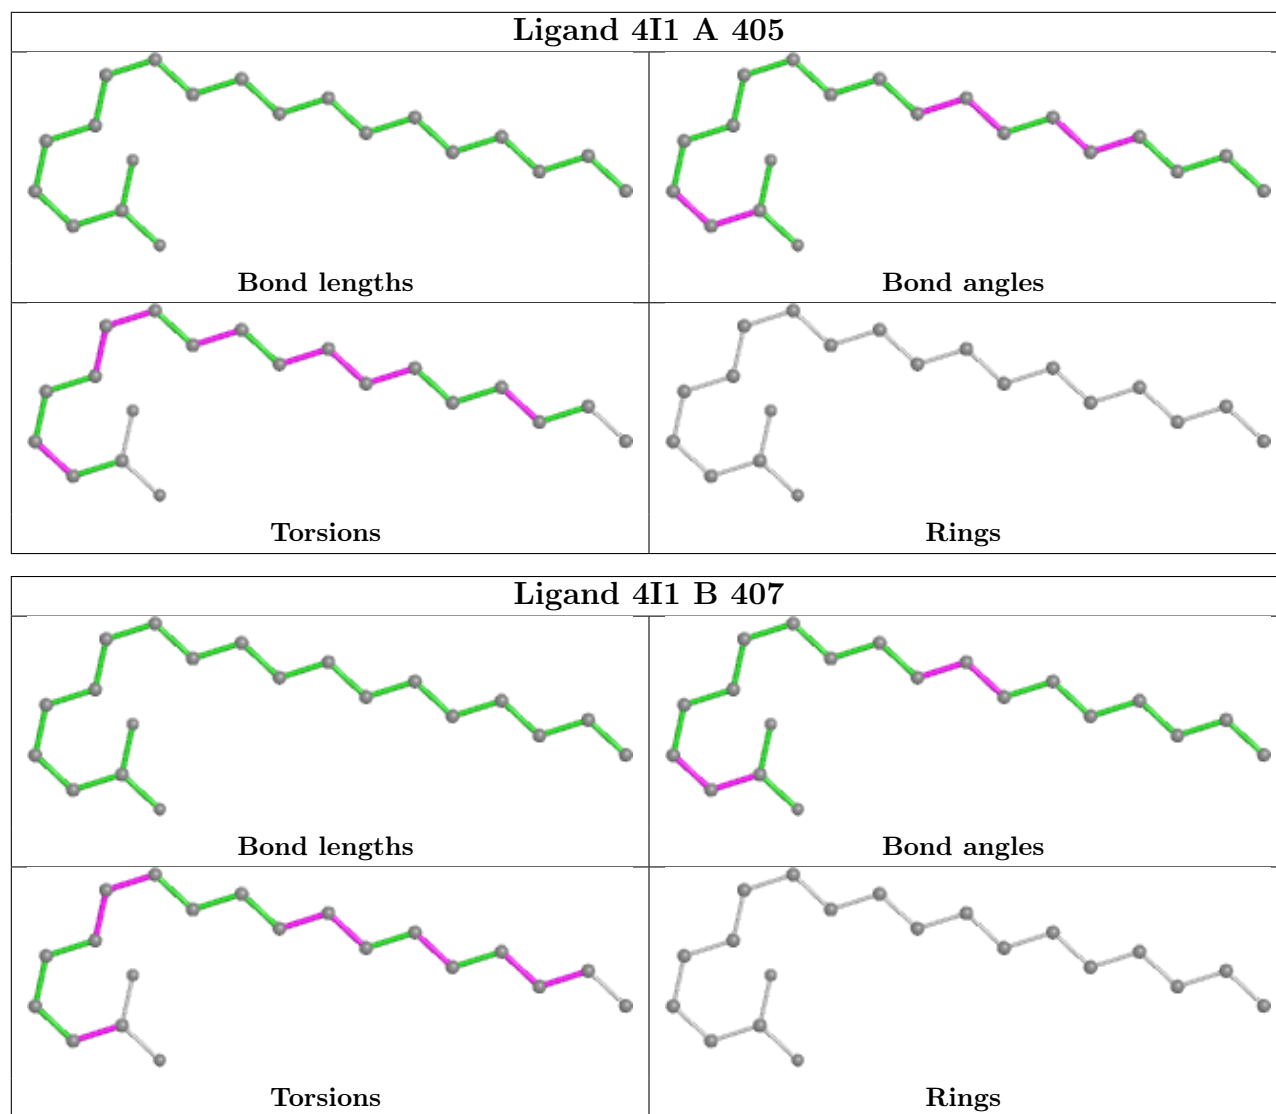 Ligand 4I1 A 405
Bond lengths
Bond angles
Torsions
Rings
Ligand 4I1 B 407
Bond lengths
Bond angles
Torsions
Rings